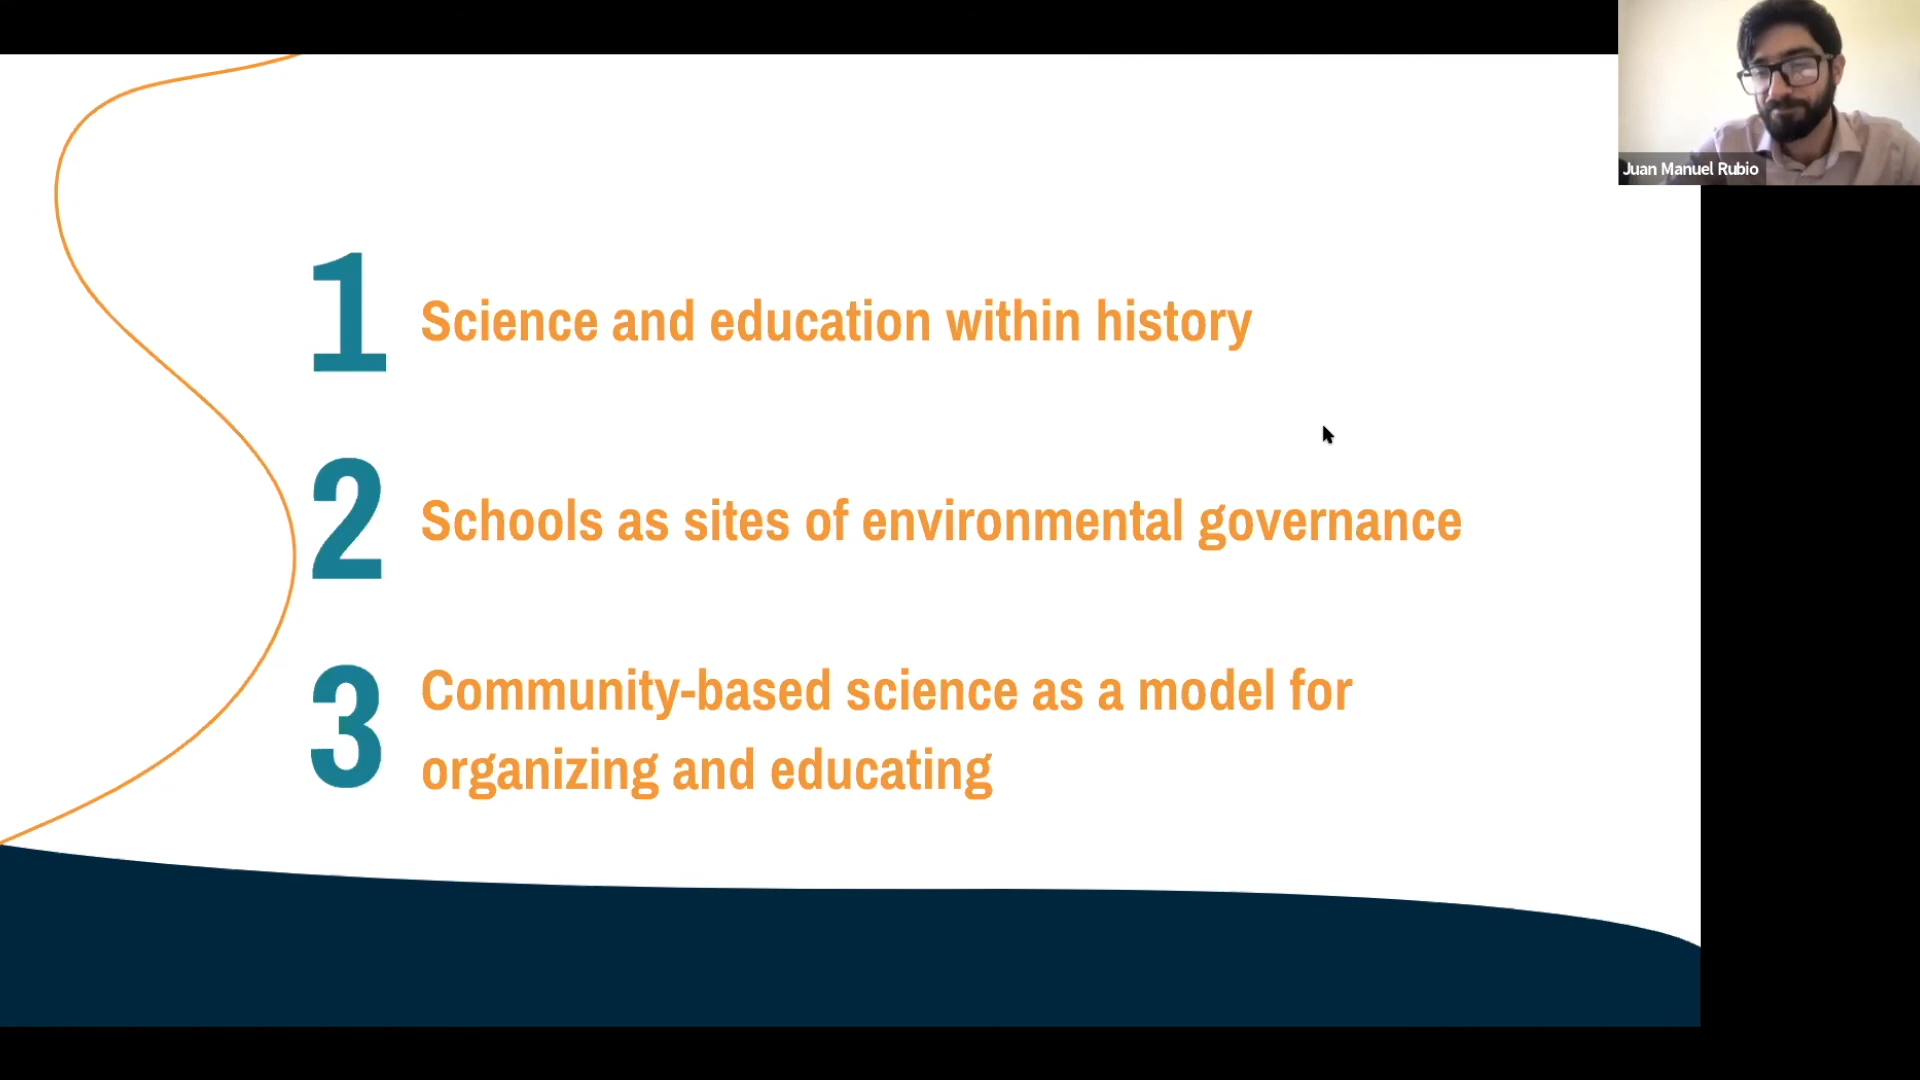 Juan Manuel Rubio
1 Science and education within history
2 Schools as sites of environmental governance
3 Community-based science as a model for
organizing and educating